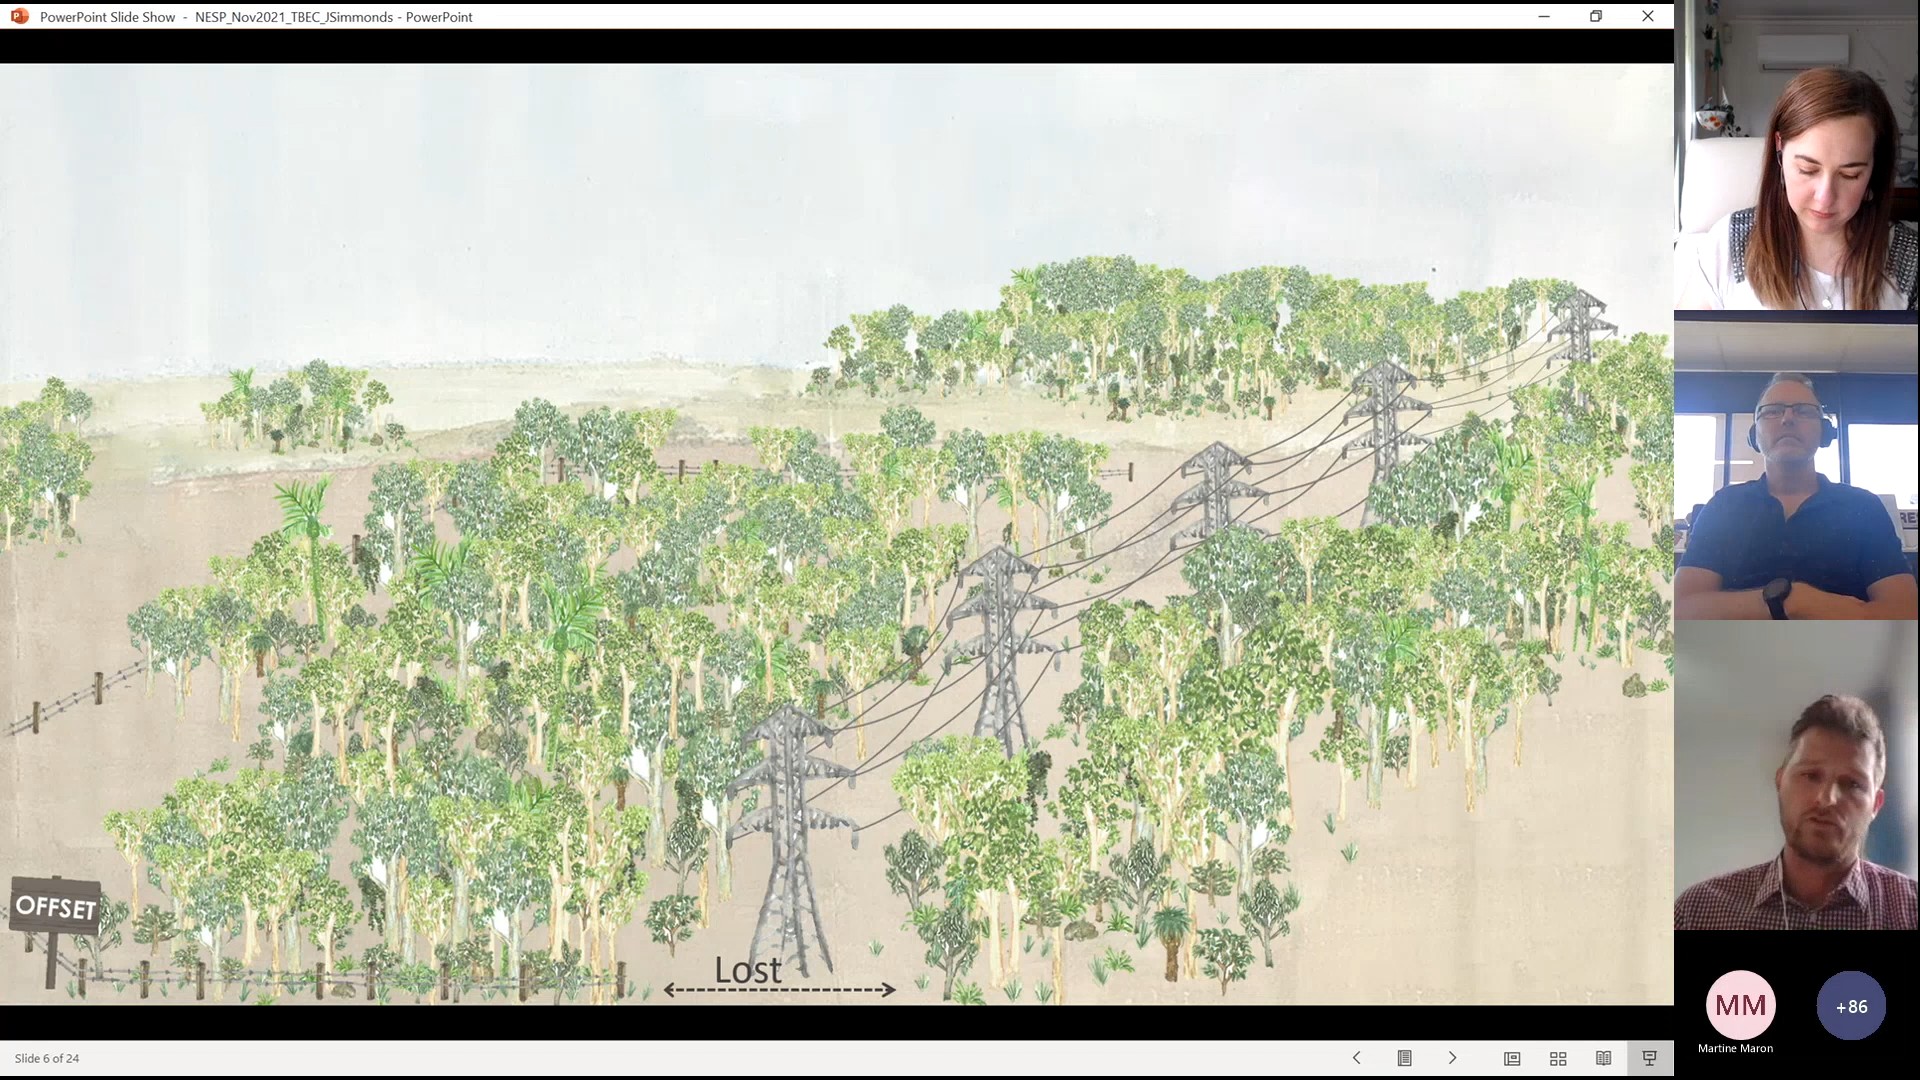 PowerPoint Slide Show - NESP_Nov2021_TBEC_JSimmonds - PowerPoint
OFFSET
Lost
MM
+86
Martine Maron
Slide 6 of 24